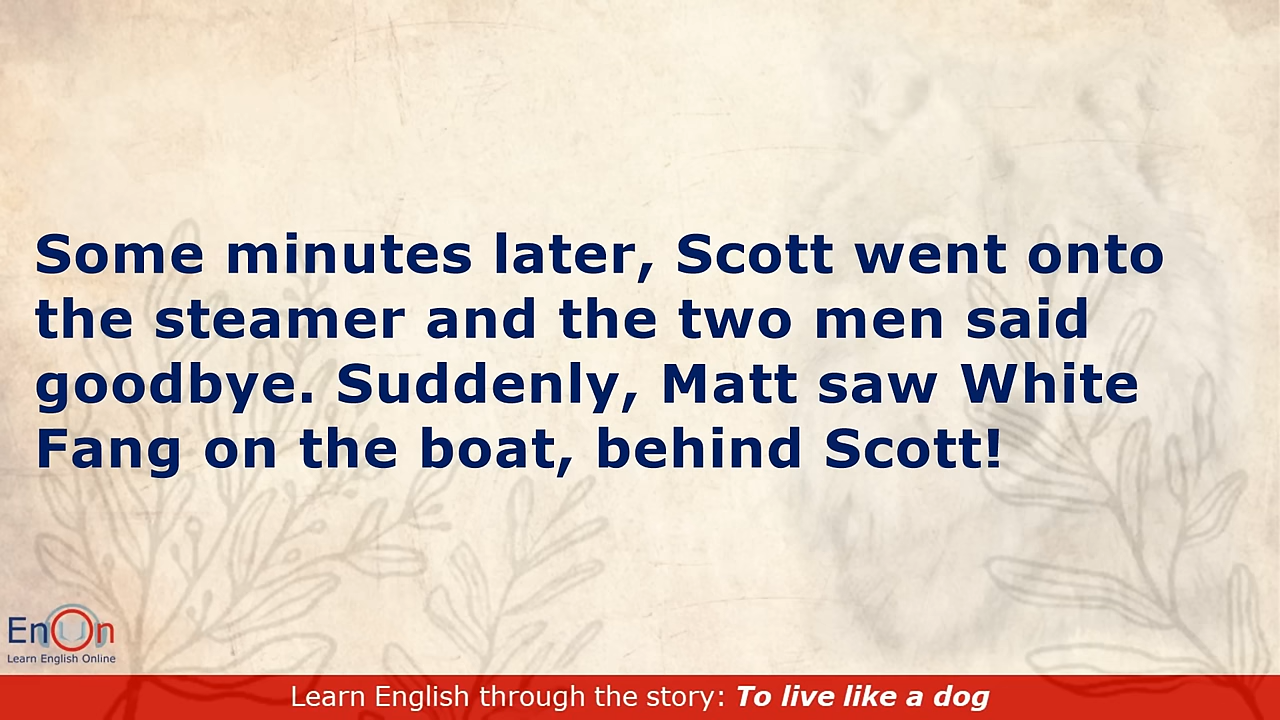 Some minutes later, Scott went onto
the steamer and the two men said
goodbye. Suddenly, Matt saw White
Fang on the boat, behind Scott!
EnOn
Learn English Online
Learn English through the story: To live like a dog